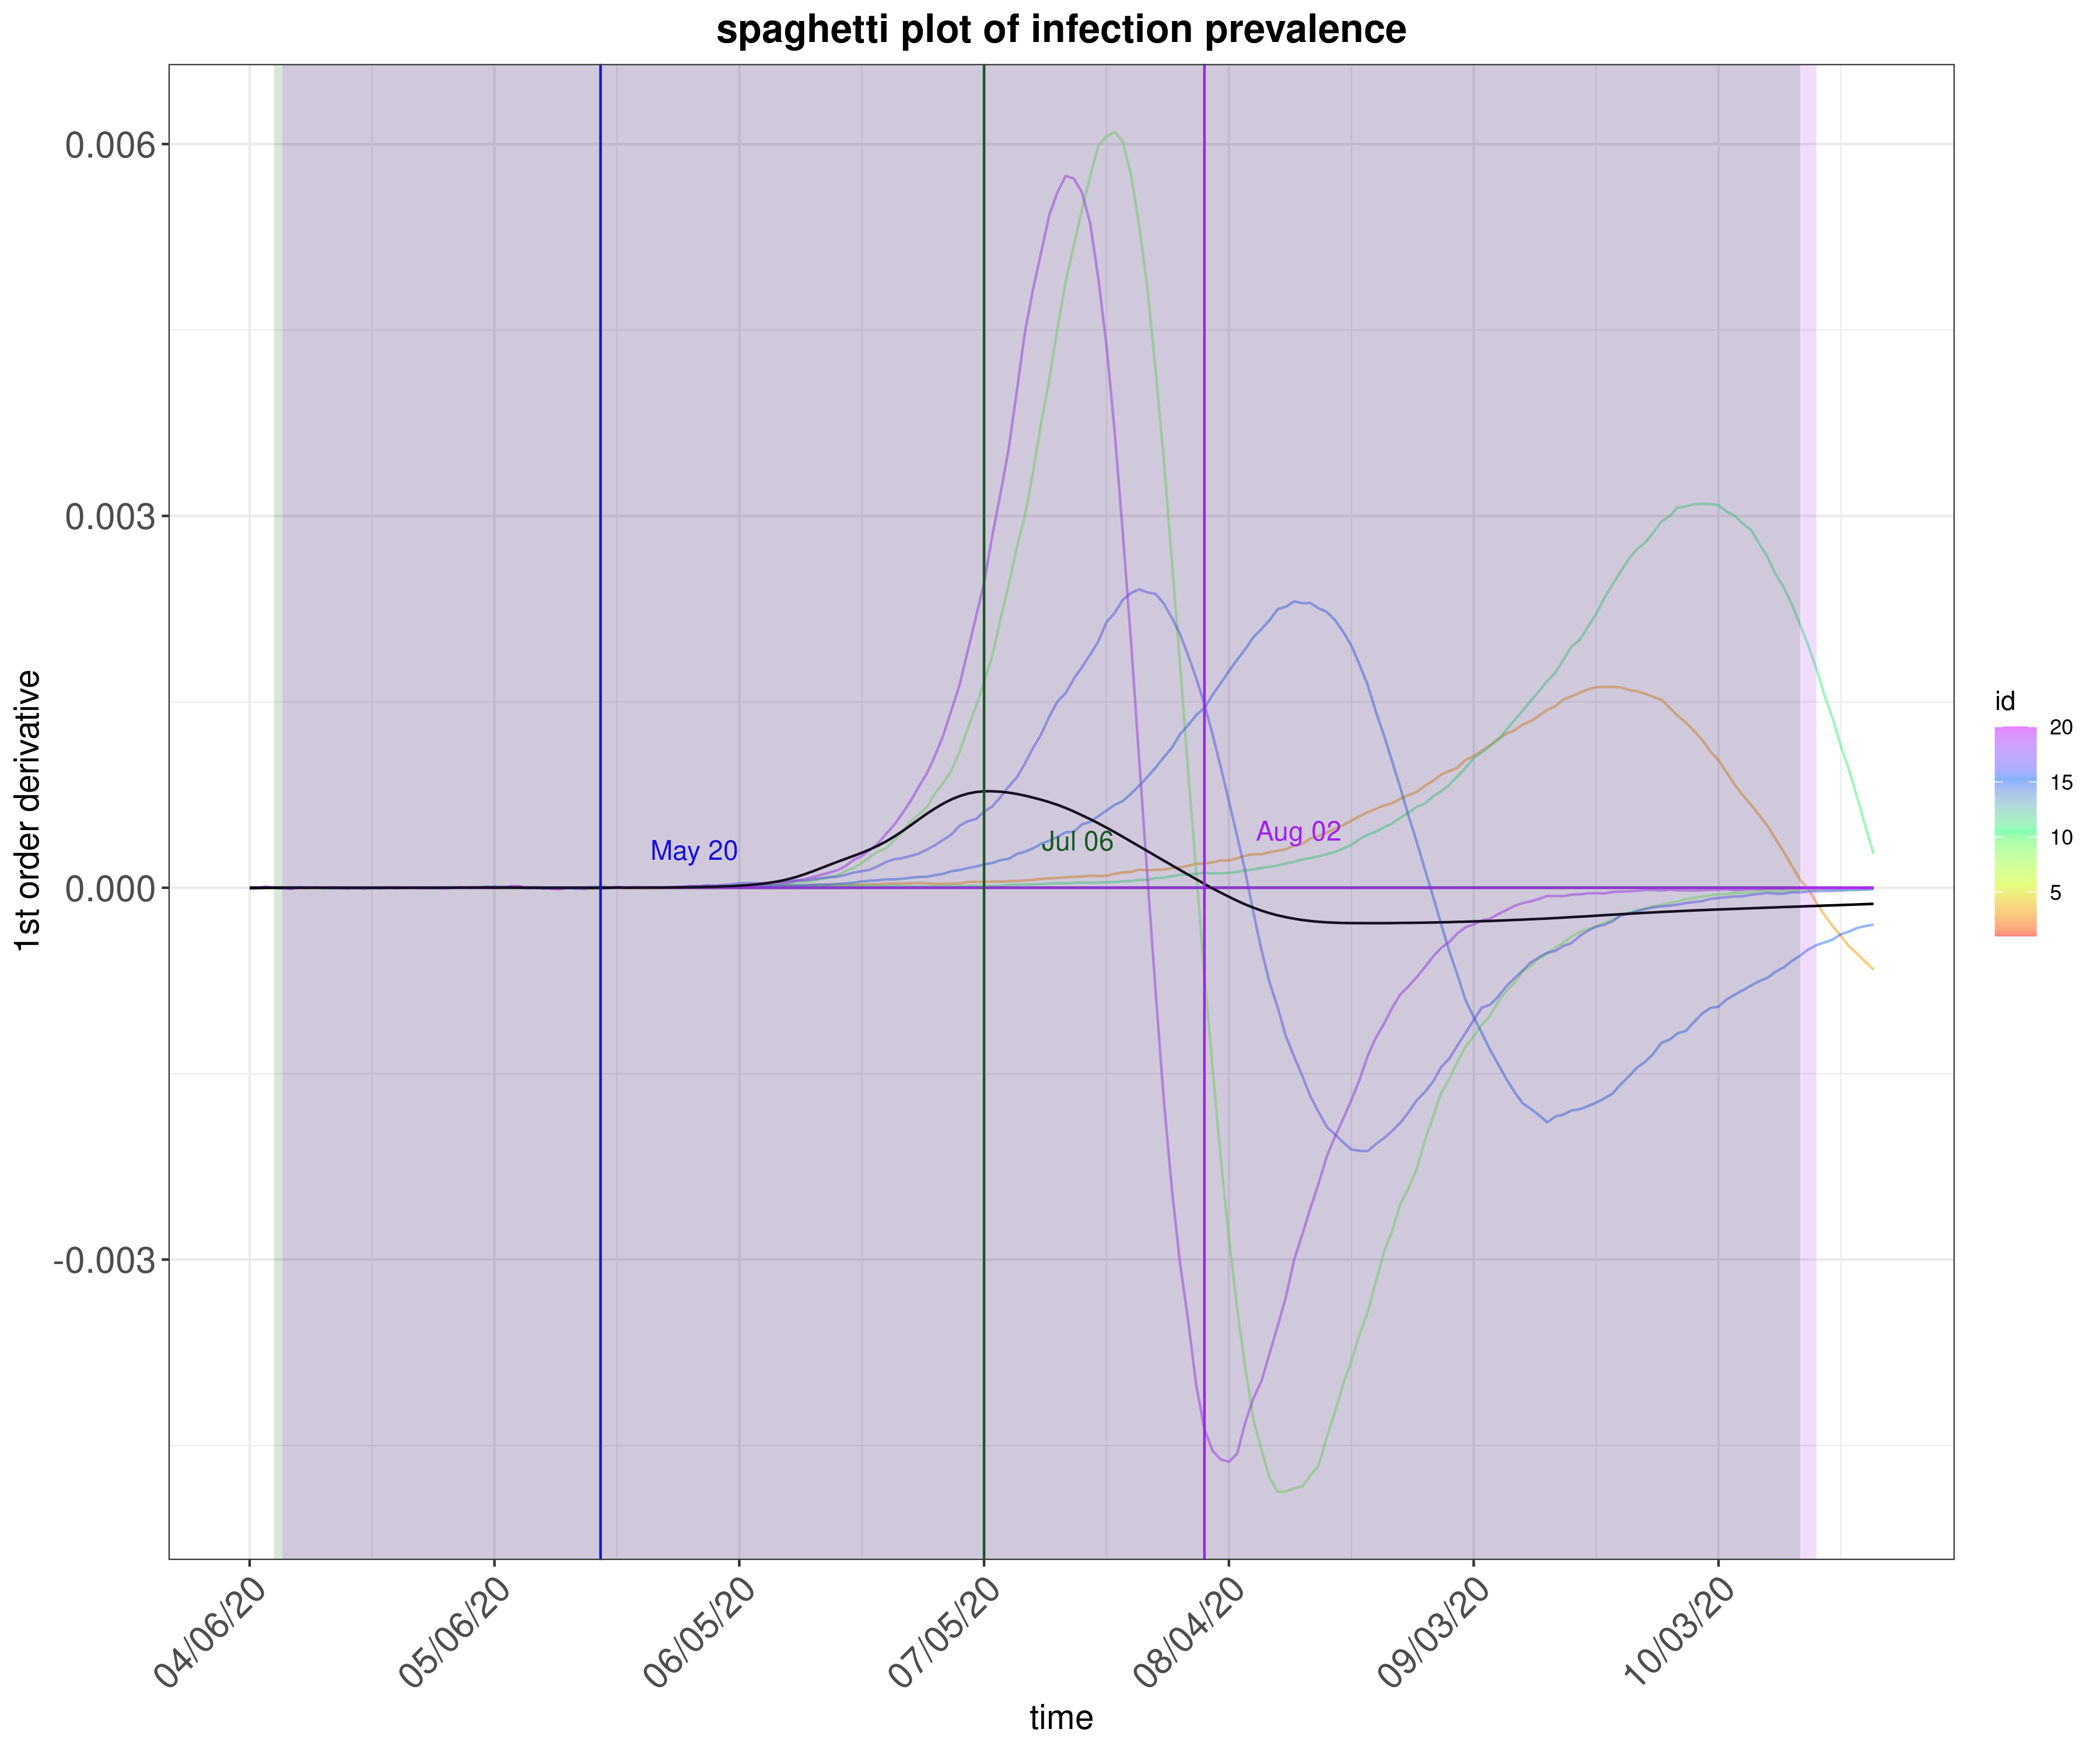 spaghetti plot of infection prevalence
1st order derivative
0.006
0.003
0.000
-0.003
May 20
Jul 06
Aug 02
04/06/20
05/06/20
06/05/20
07/05/20
08/04/20
09/03/20
10/03/20
time
id
20
15
10
5